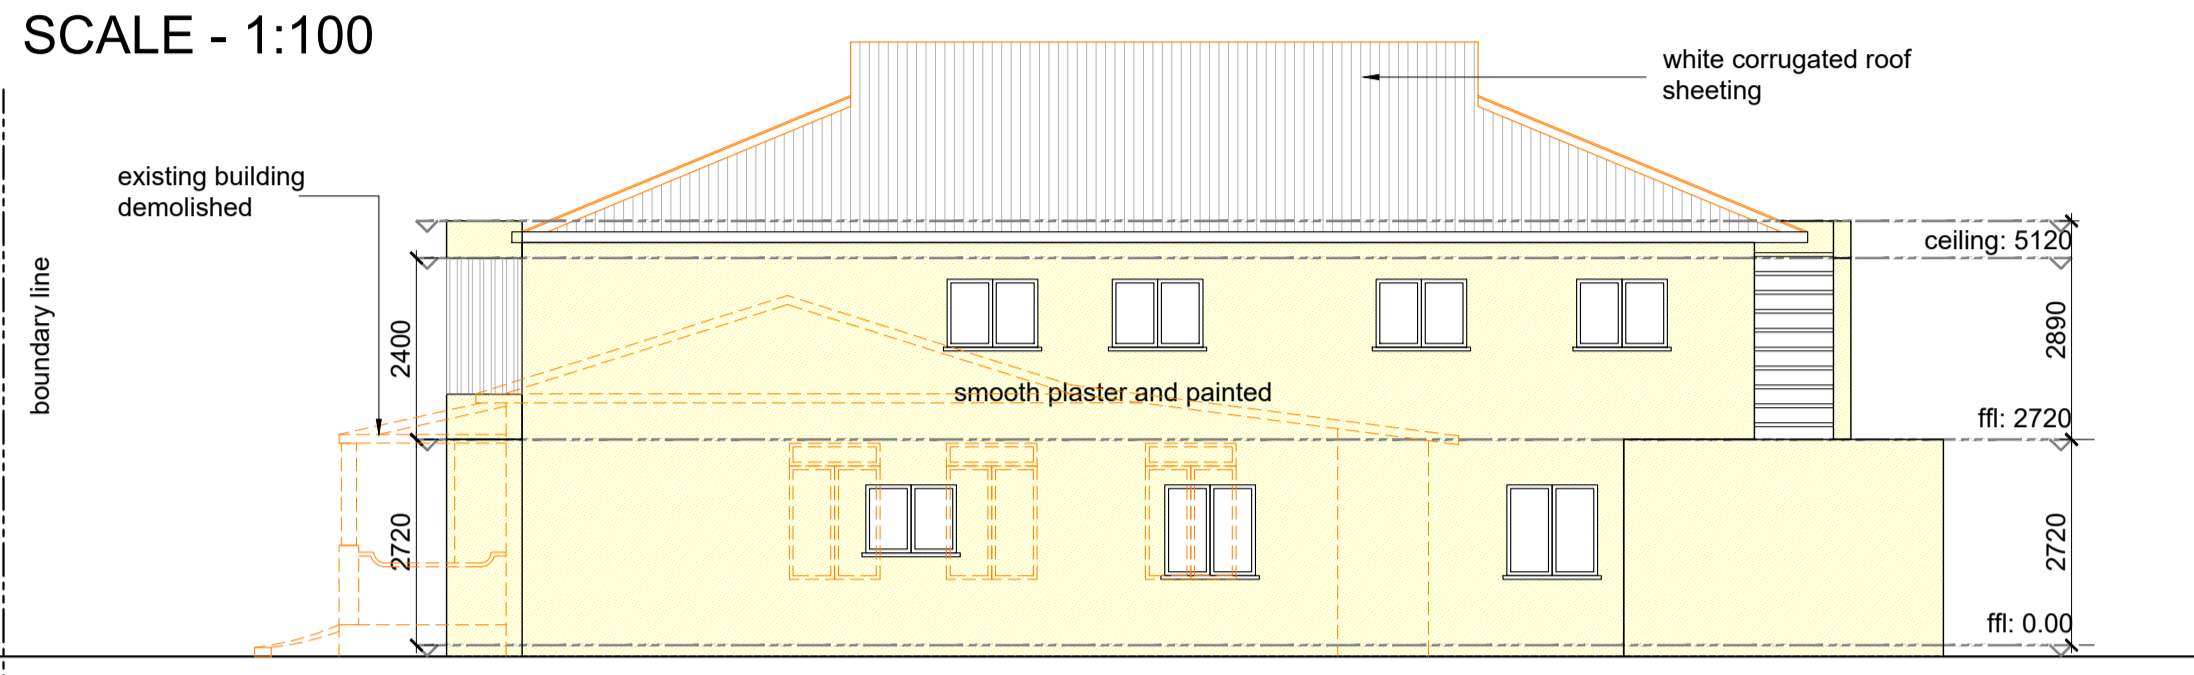 SCALE - 1:100
white corrugated roof
sheeting
existing building
demolished
boundary line
ceiling: 5120
2400
2890
smooth plaster and painted
ffl: 2720
2720
2720
ffl: 0.00